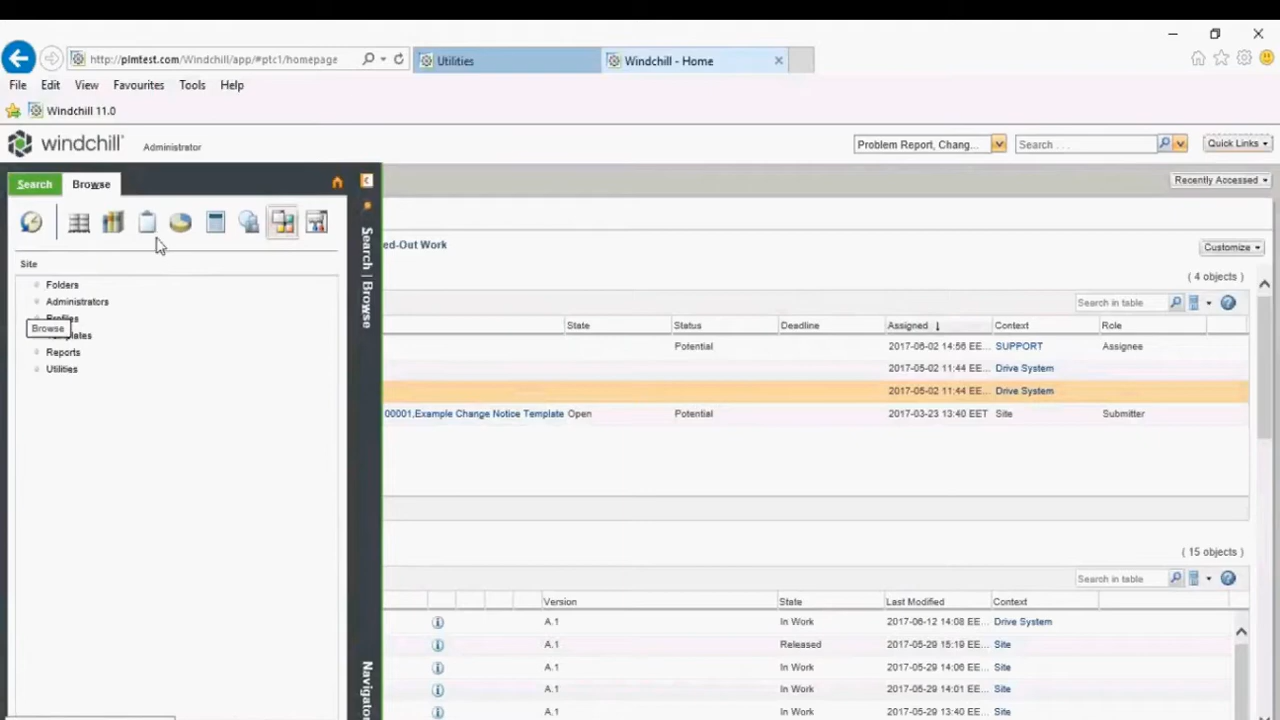 http://plmtest.com/Windchill/app/#ptc1/homepage
Utilities
Windchill - Home
File Edit View Favourites Tools Help
Windchill 11.0
windchill
Administrator
Problem Report, Chang...
Search . . .
Quick Links
Search
Browse
Recently Accessed
ed-Out Work
Customize
Site
( 4 objects )
Folders
Administrators
Profiles
Browse
Reports
Utilities
Search | Browse
Navigator
Search in table
State Status Deadline Assigned Context Role
Potential 2017-06-02 14:56 EE... SUPPORT Assignee
2017-05-02 11:44 EE... Drive System
2017-05-02 11:44 EE... Drive System
00001,Example Change Notice Template Open Potential 2017-03-23 13:40 EET Site Submitter
( 15 objects )
Search in table
Version State Last Modified Context
A.1 In Work 2017-06-12 14:08 EE... Drive System
A.1 Released 2017-05-29 15:19 EE... Site
A.1 In Work 2017-05-29 14:06 EE... Site
A.1 In Work 2017-05-29 14:01 EE... Site
A.1 In Work 2017-05-29 13:40 EE... Site